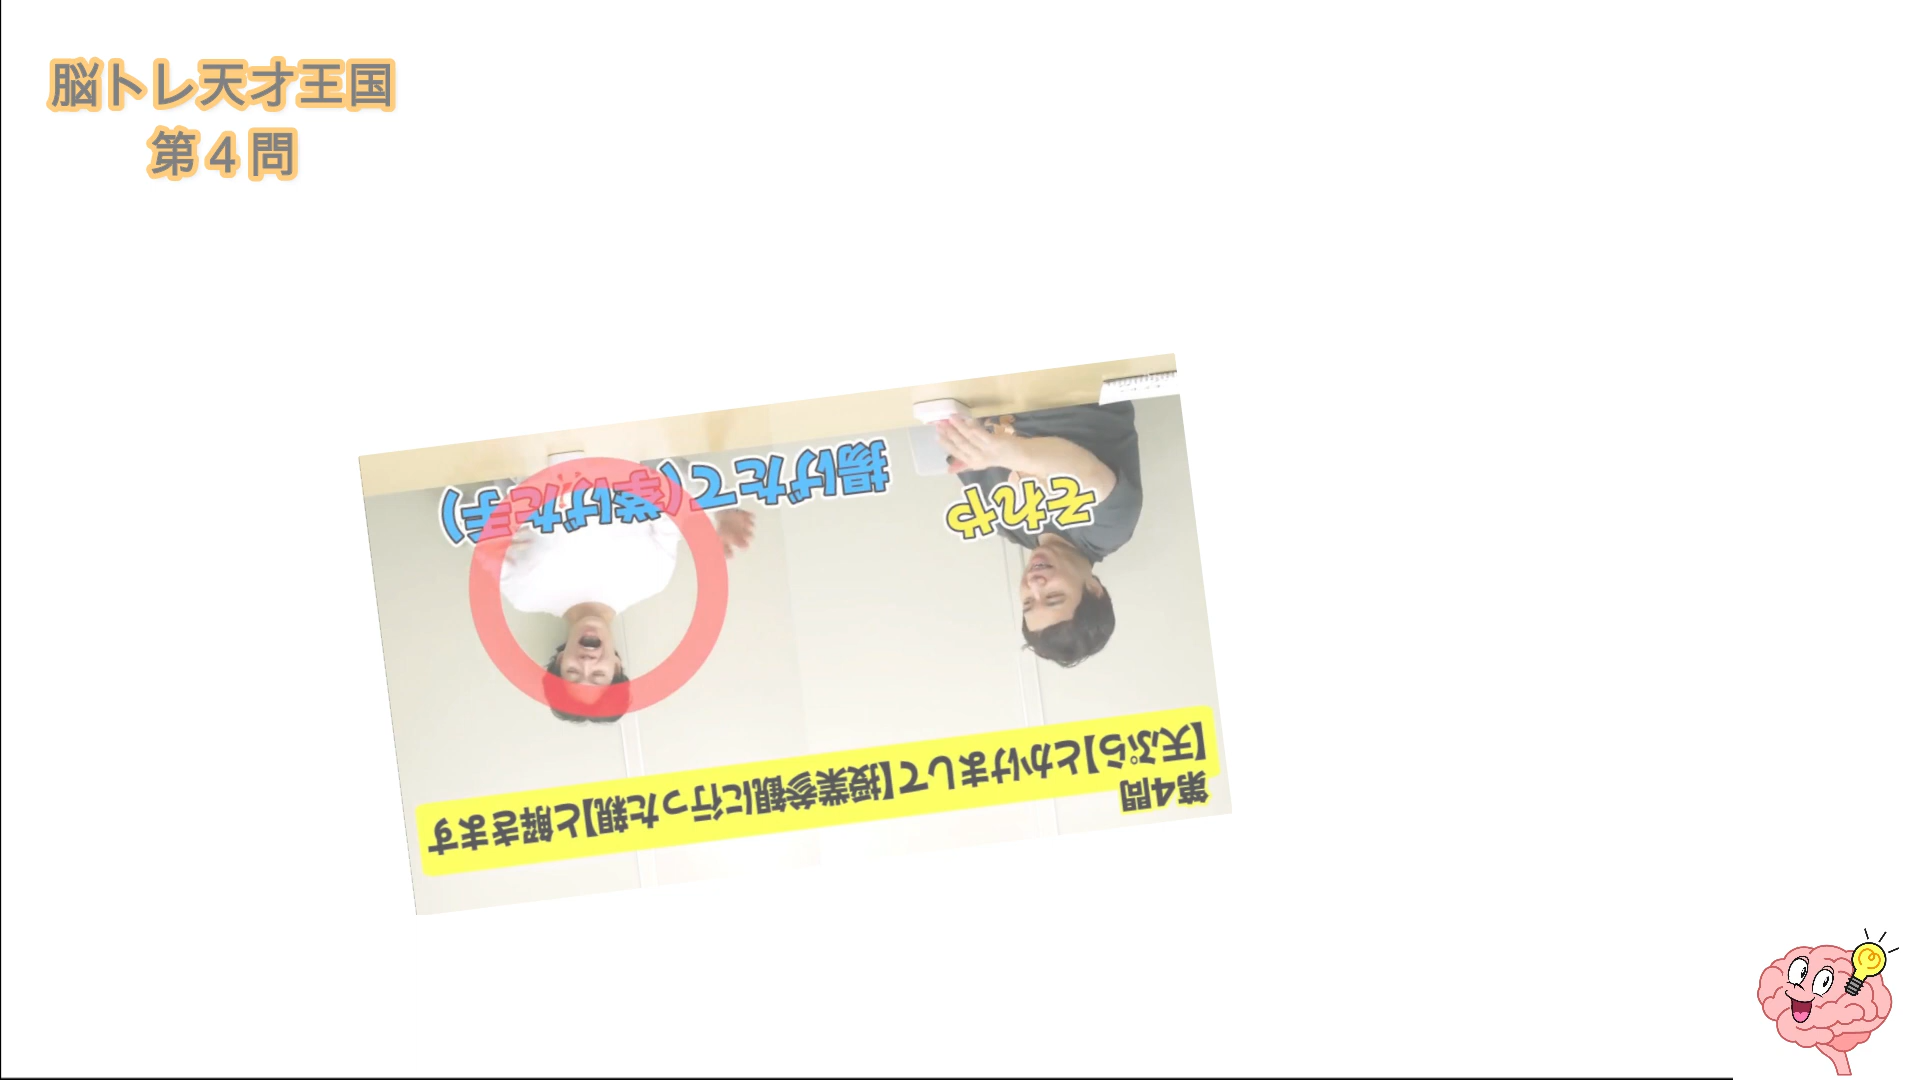 脳トレ天才王国
第4問
第4問
【天ぷら】とかけまして【授業参観に行った親】と解きます
それや
揚げたて(挙げた手)